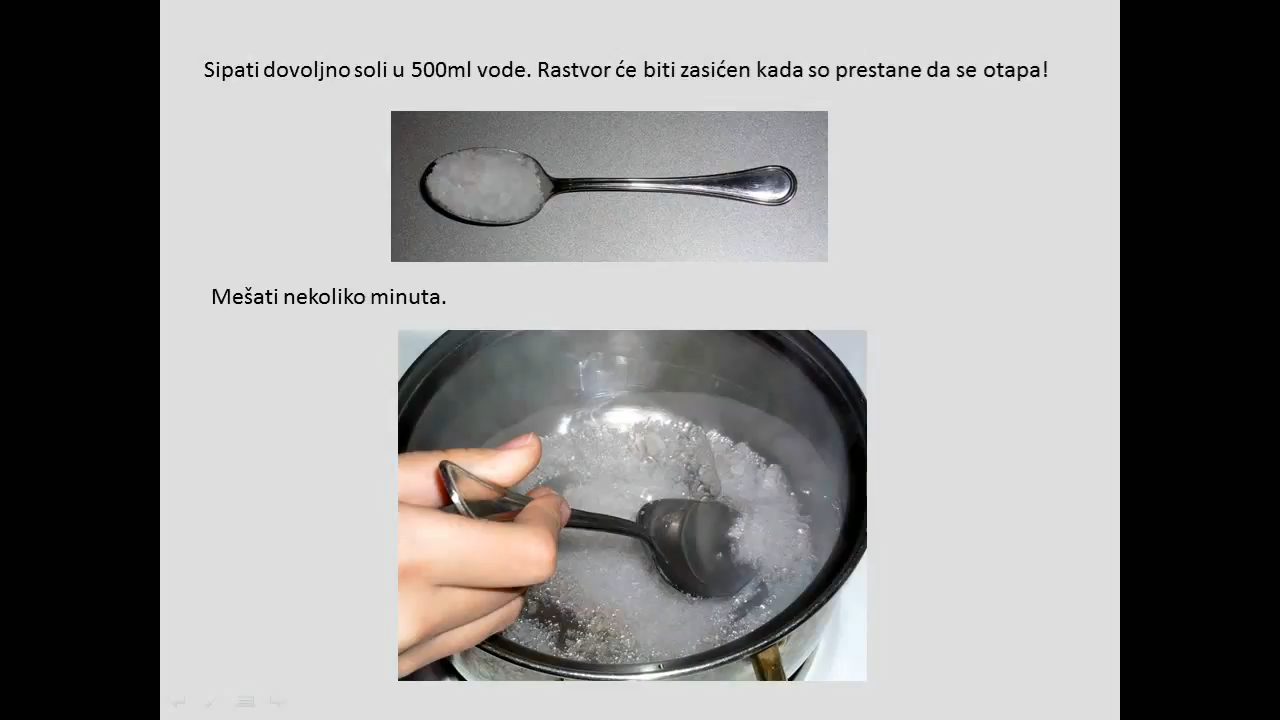 Sipati dovoljno soli u 500ml vode. Rastvor će biti zasićen kada so prestane da se otapa!
Mešati nekoliko minuta.